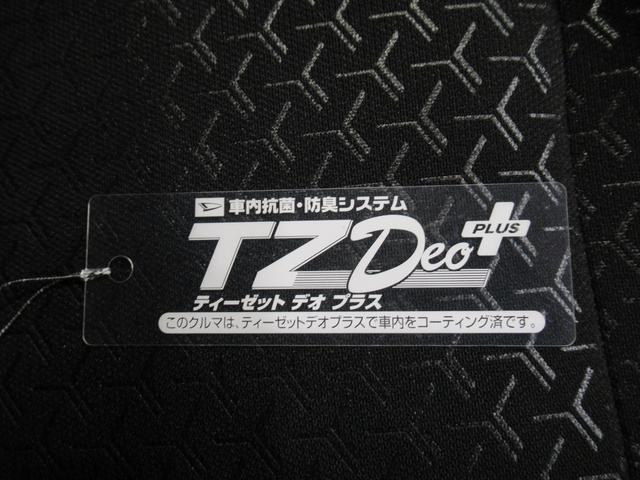 車内抗菌・防臭システム
TZ Deo PLUS
ティーゼット デオ プラス
このクルマは、ティーゼットデオプラスで車内をコーティング済です。